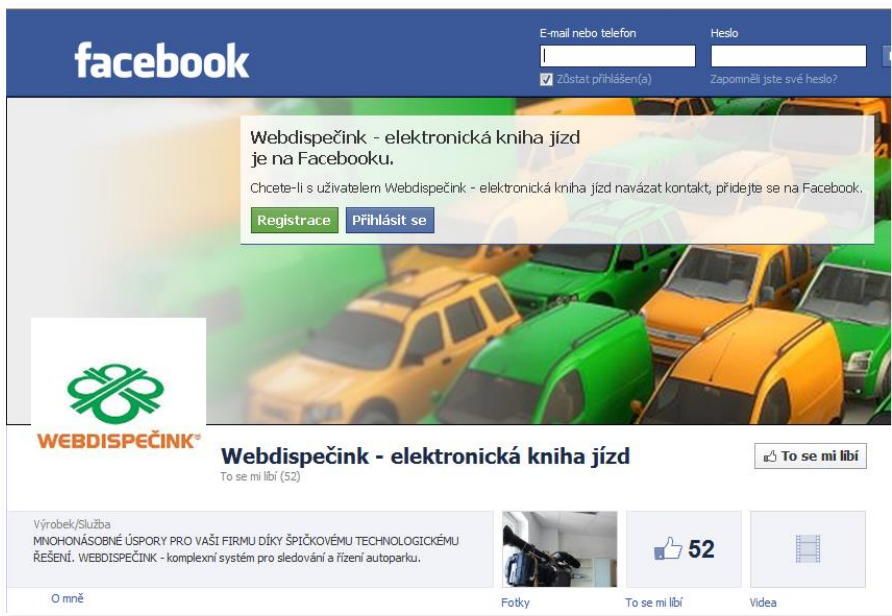 facebook
E-mail nebo telefon
Heslo
Zůstat přihlášen(a)
Zapomněli jste své heslo?
Webdispečink - elektronická kniha jízd
je na Facebooku.
Chcete-li s uživatelem Webdispečink - elektronická kniha jízd navázat kontakt, přidejte se na Facebook.
Registrace
Přihlásit se
WEBDISPEČINK®
Webdispečink - elektronická kniha jízd
To se mi líbí
To se mi líbí (52)
Výrobek/Služba
MNOHONÁSOBNÉ ÚSPORY PRO VAŠI FIRMU DÍKY ŠPIČKOVÉMU TECHNOLOGICKÉMU
ŘEŠENÍ. WEBDISPEČINK - komplexní systém pro sledování a řízení autoparku.
52
O mně
Fotky
To se mi líbí
Videa